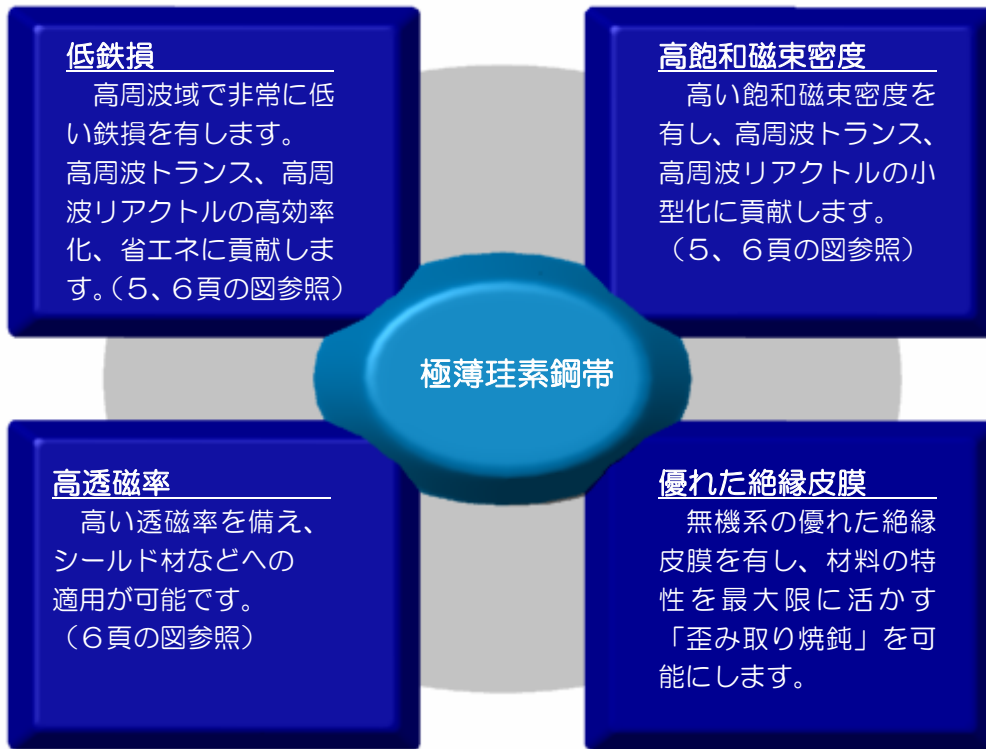 低鉄損
　高周波域で非常に低
い鉄損を有します。
高周波トランス、高周
波リアクトルの高効率
化、省エネに貢献しま
す。（５、６頁の図参照）
高飽和磁束密度
　高い飽和磁束密度を
有し、高周波トランス、
高周波リアクトルの小
型化に貢献します。
（５、６頁の図参照）
極薄珪素鋼帯
高透磁率
　高い透磁率を備え、
シールド材などへの
適用が可能です。
（６頁の図参照）
優れた絶縁皮膜
　無機系の優れた絶縁
皮膜を有し、材料の特
性を最大限に活かす
「歪み取り焼鈍」を可
能にします。